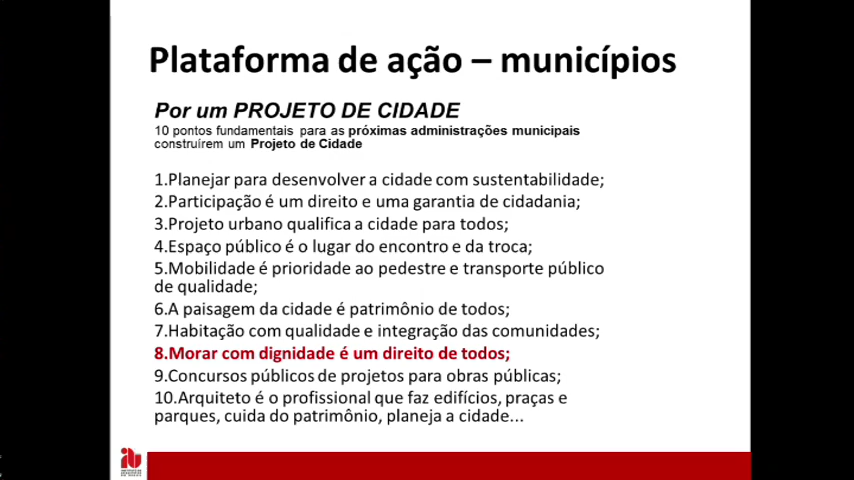 Plataforma de ação – municípios
Por um PROJETO DE CIDADE
10 pontos fundamentais para as próximas administrações municipais
construírem um Projeto de Cidade
1.Planejar para desenvolver a cidade com sustentabilidade;
2.Participação é um direito e uma garantia de cidadania;
3.Projeto urbano qualifica a cidade para todos;
4.Espaço público é o lugar do encontro e da troca;
5.Mobilidade é prioridade ao pedestre e transporte público
de qualidade;
6.A paisagem da cidade é patrimônio de todos;
7.Habitação com qualidade e integração das comunidades;
8.Morar com dignidade é um direito de todos;
9.Concursos públicos de projetos para obras públicas;
10.Arquiteto é o profissional que faz edifícios, praças e
parques, cuida do patrimônio, planeja a cidade...